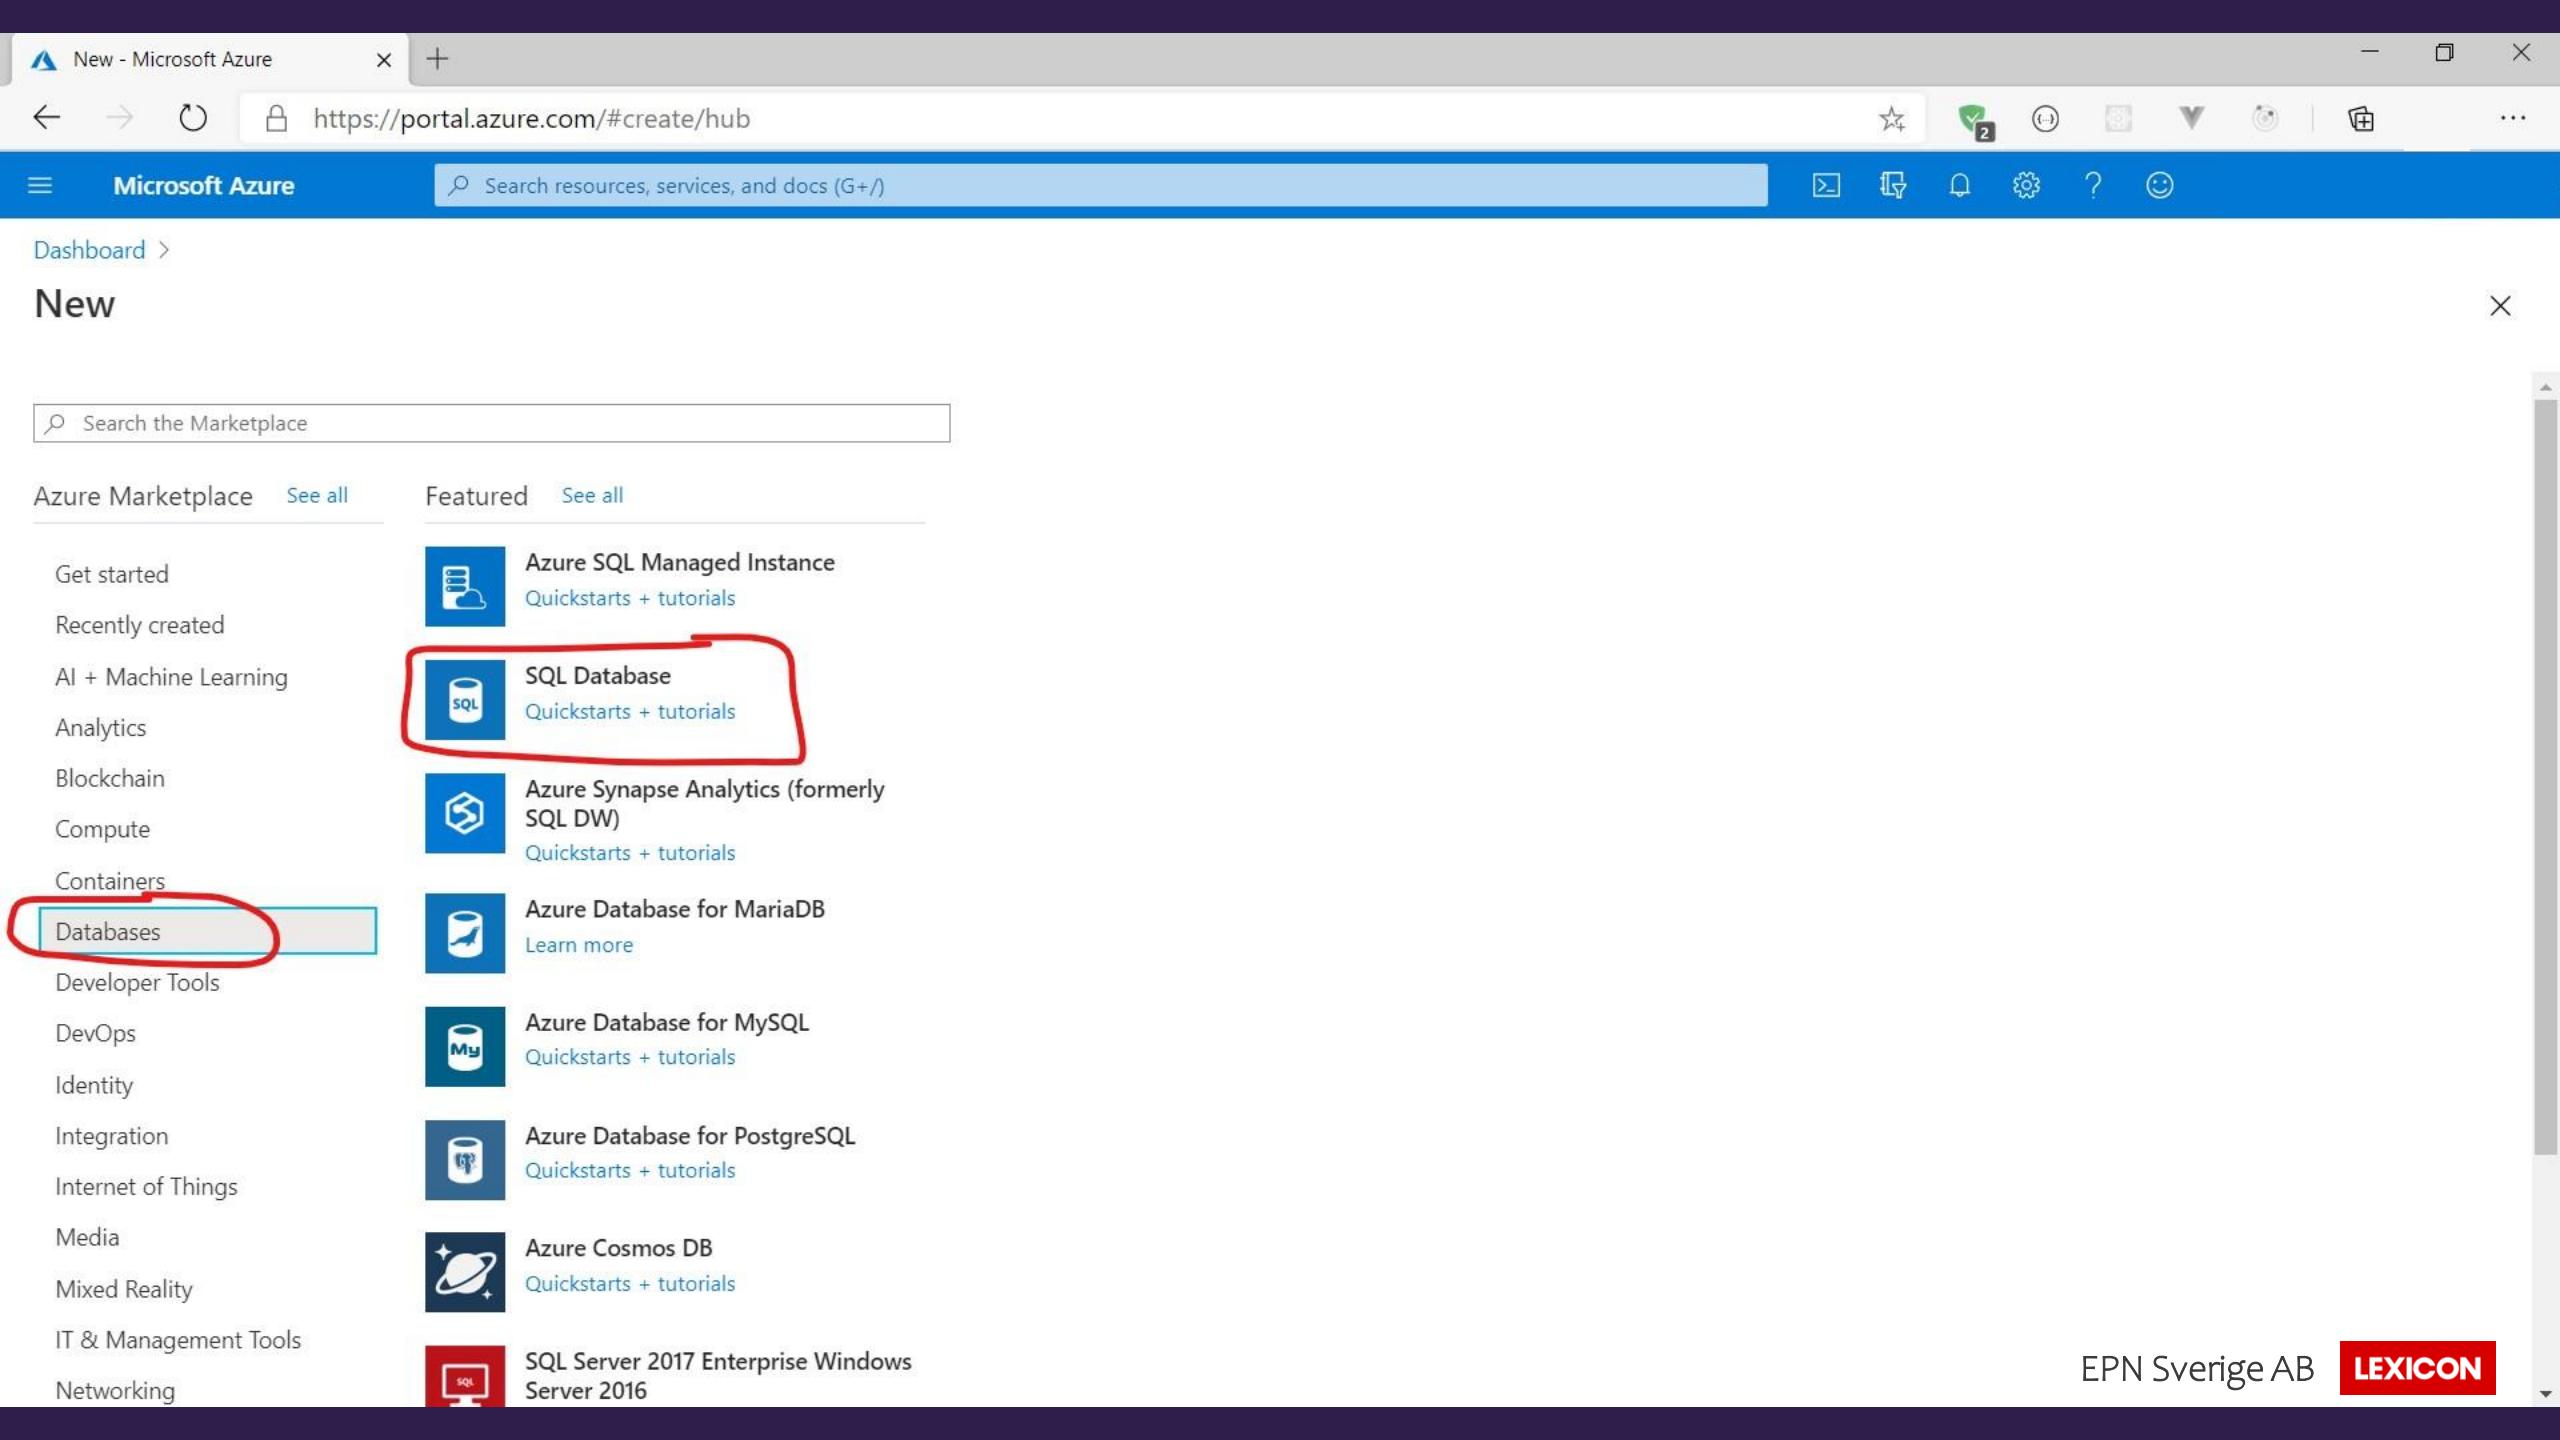 New - Microsoft Azure
https://portal.azure.com/#create/hub
2
Microsoft Azure
Search resources, services, and docs (G+/)
Dashboard >
New
Search the Marketplace
Azure Marketplace See all
Get started
Recently created
AI + Machine Learning
Analytics
Blockchain
Compute
Containers
Databases
Developer Tools
DevOps
Identity
Integration
Internet of Things
Media
Mixed Reality
IT & Management Tools
Networking
Featured See all
Azure SQL Managed Instance
Quickstarts + tutorials
SQL
SQL Database
Quickstarts + tutorials
Azure Synapse Analytics (formerly
SQL DW)
Quickstarts + tutorials
Azure Database for MariaDB
Learn more
My
Azure Database for MySQL
Quickstarts + tutorials
Azure Database for PostgreSQL
Quickstarts + tutorials
Azure Cosmos DB
Quickstarts + tutorials
SQL
SQL Server 2017 Enterprise Windows
Server 2016
EPN Sverige AB LEXICON